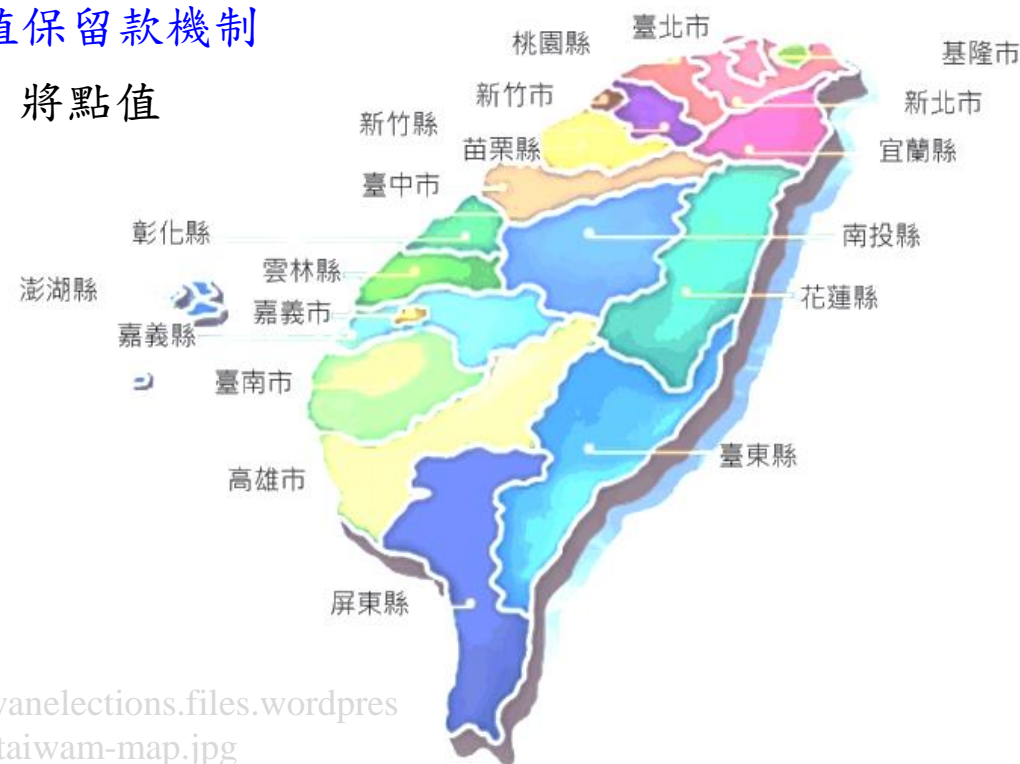 值保留款機制
將點值
臺北市
桃園縣
基隆市
新竹市
新北市
新竹縣
苗栗縣
宜蘭縣
臺中市
彰化縣
南投縣
雲林縣
澎湖縣
花蓮縣
嘉義市
嘉義縣
臺南市
臺東縣
高雄市
屏東縣
vanelections.files.wordpres
taiwam-map.jpg